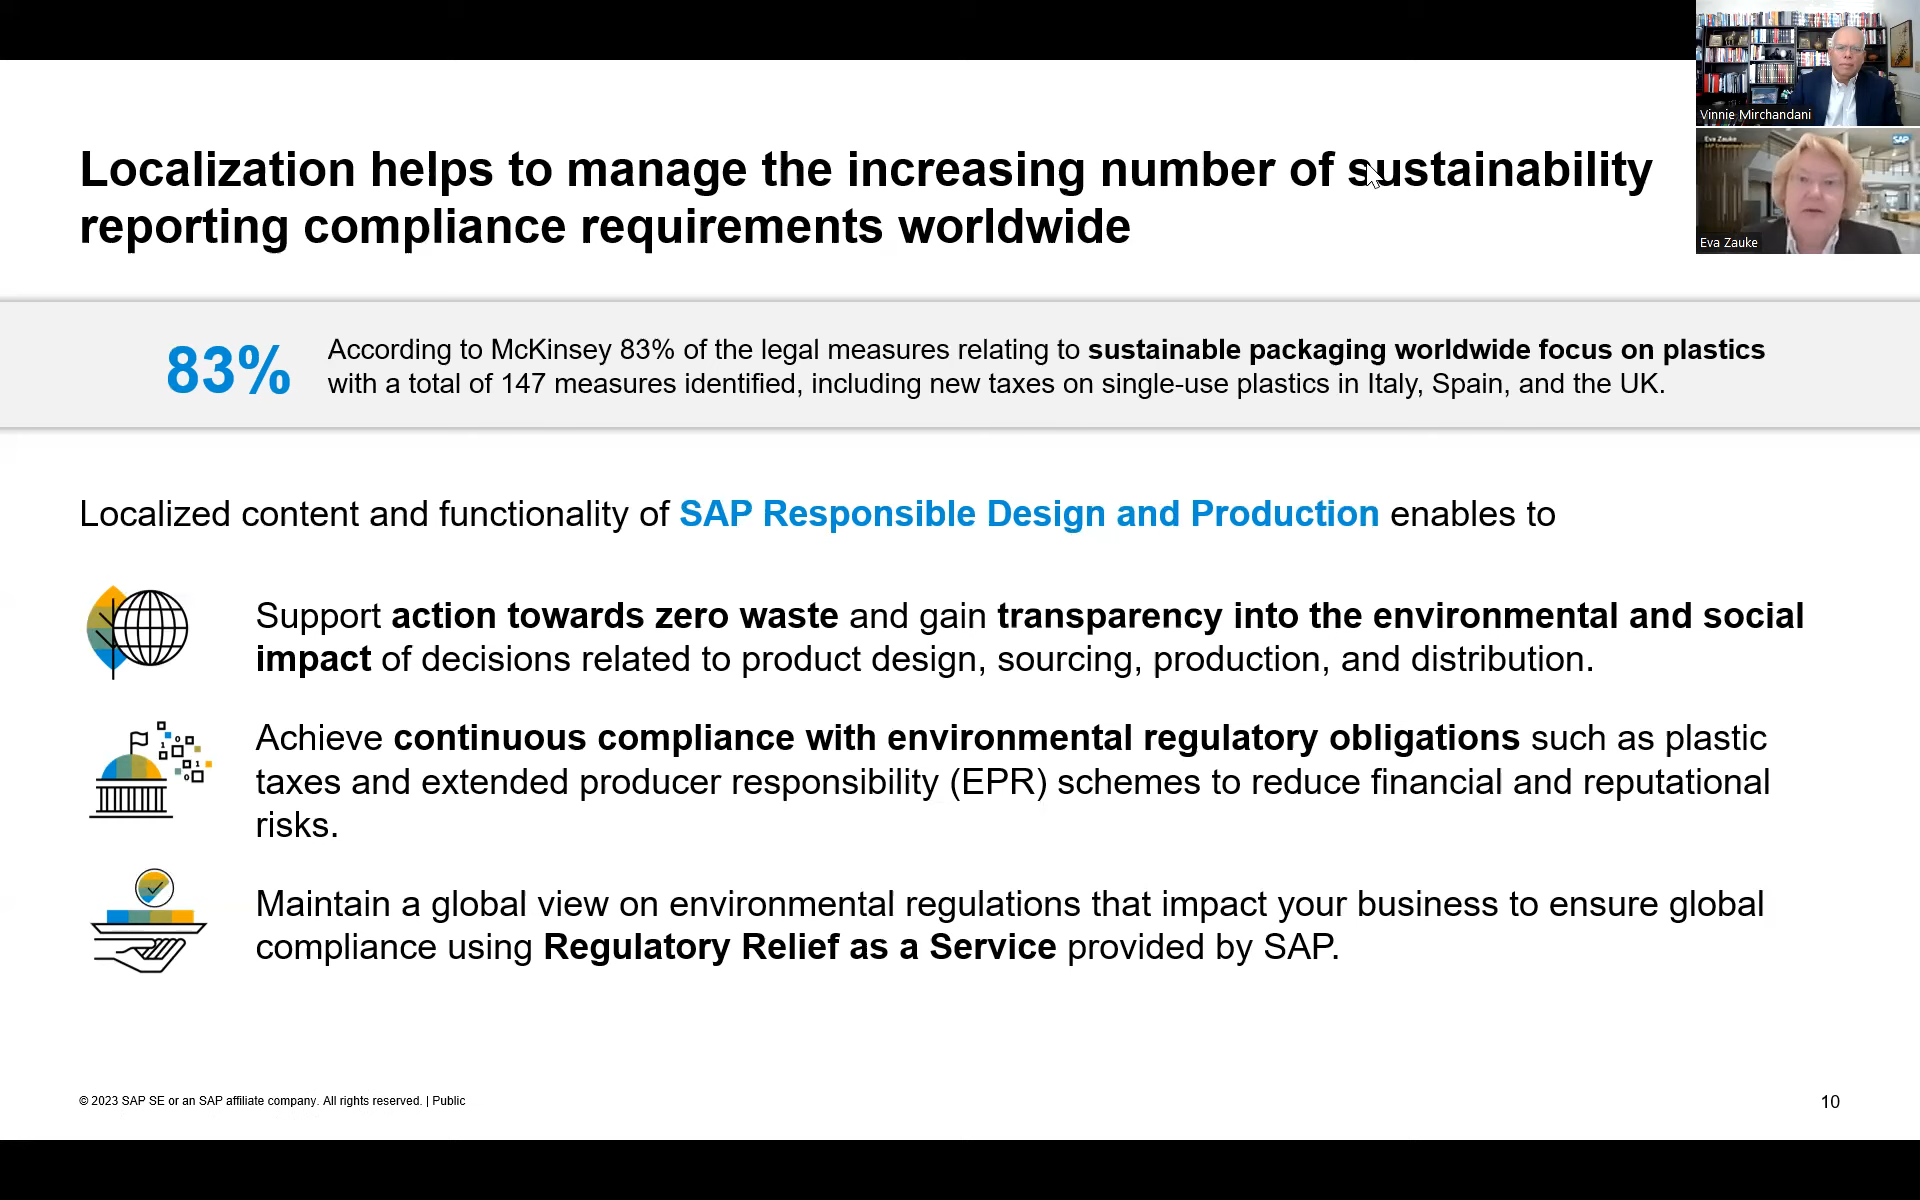 Vinnie Mirchandani
Eva Zauke
SAP
Eva Zauke
Localization helps to manage the increasing number of sustainability
reporting compliance requirements worldwide
83%
According to McKinsey 83% of the legal measures relating to sustainable packaging worldwide focus on plastics
with a total of 147 measures identified, including new taxes on single-use plastics in Italy, Spain, and the UK.
Localized content and functionality of SAP Responsible Design and Production enables to
Support action towards zero waste and gain transparency into the environmental and social
impact of decisions related to product design, sourcing, production, and distribution.
Achieve continuous compliance with environmental regulatory obligations such as plastic
taxes and extended producer responsibility (EPR) schemes to reduce financial and reputational
risks.
Maintain a global view on environmental regulations that impact your business to ensure global
compliance using Regulatory Relief as a Service provided by SAP.
© 2023 SAP SE or an SAP affiliate company. All rights reserved. | Public
10